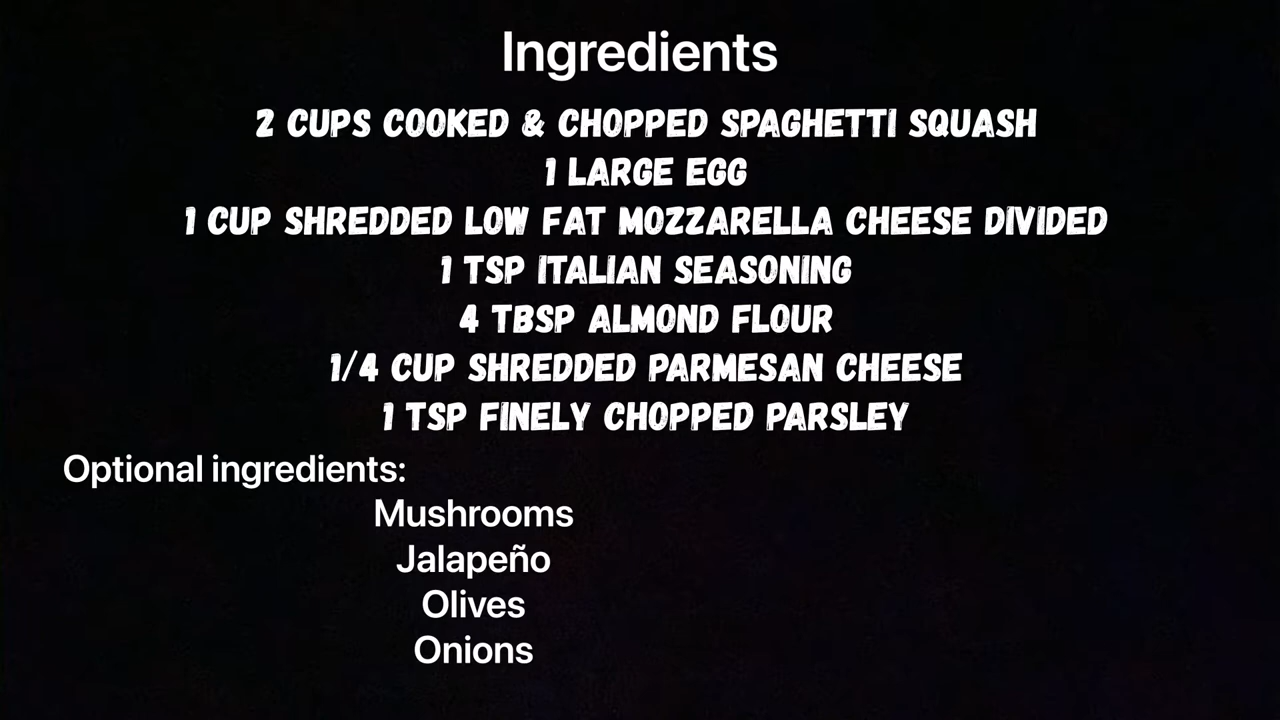 Ingredients
2 CUPS COOKED & CHOPPED SPAGHETTI SQUASH
1 LARGE EGG
1 CUP SHREDDED LOW FAT MOZZARELLA CHEESE DIVIDED
1 TSP ITALIAN SEASONING
4 TBSP ALMOND FLOUR
1/4 CUP SHREDDED PARMESAN CHEESE
1 TSP FINELY CHOPPED PARSLEY
Optional ingredients:
Mushrooms
Jalapeño
Olives
Onions